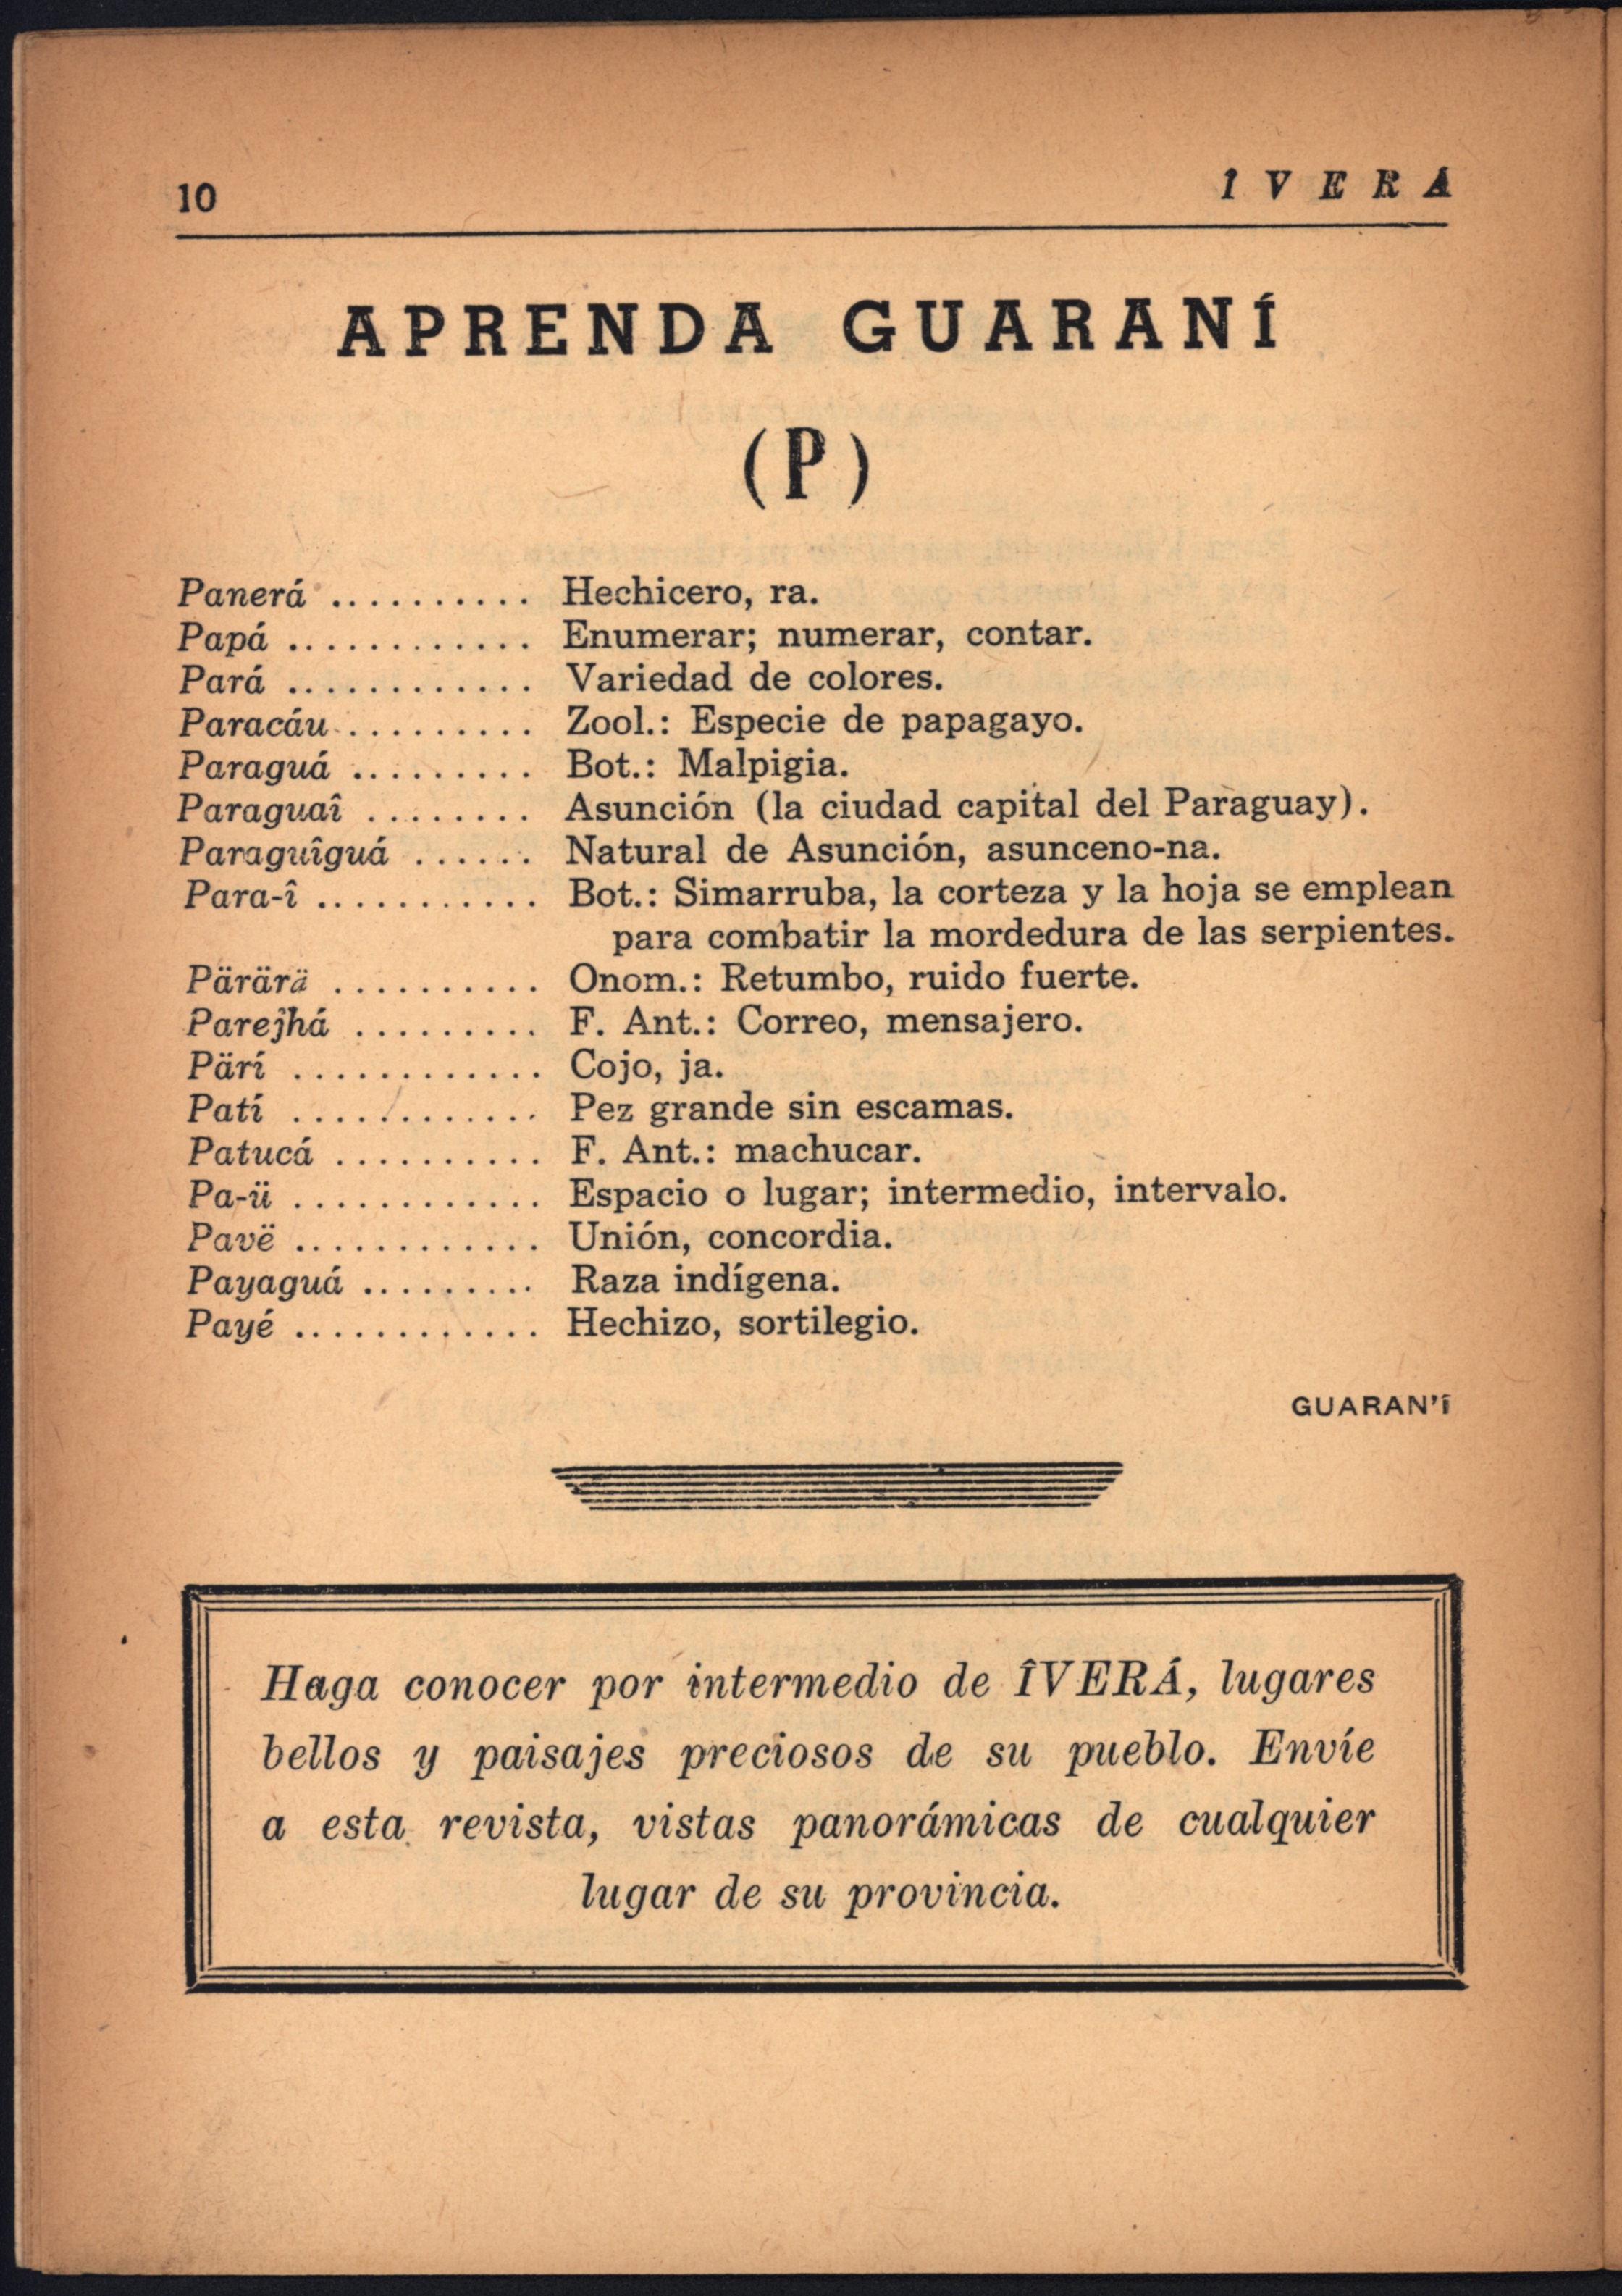 10
Î V E R Á
APRENDA GUARANÍ
(P)
Panerá .......... Hechicero, ra.
Papá ............ Enumerar; numerar, contar.
Pará ............ Variedad de colores.
Paracáu .......... Zool.: Especie de papagayo.
Paraguá ......... Bot.: Malpigia.
Paraguaî ........ Asunción (la ciudad capital del Paraguay).
Paraguîguá ...... Natural de Asunción, asunceno-na.
Para-î ........... Bot.: Simarruba, la corteza y la hoja se emplean
para combatir la mordedura de las serpientes.
Pärärä .......... Onom.: Retumbo, ruido fuerte.
Parejhá ......... F. Ant.: Correo, mensajero.
Pärí ............ Cojo, ja.
Patí ............ Pez grande sin escamas.
Patucá .......... F. Ant.: machucar.
Pa-ü ............ Espacio o lugar; intermedio, intervalo.
Pavë ............ Unión, concordia.
Payaguá ......... Raza indígena.
Payé ............ Hechizo, sortilegio.
GUARAN'Î
Haga conocer por intermedio de ÎVERÁ, lugares
bellos y paisajes preciosos de su pueblo. Envíe
a esta revista, vistas panorámicas de cualquier
lugar de su provincia.